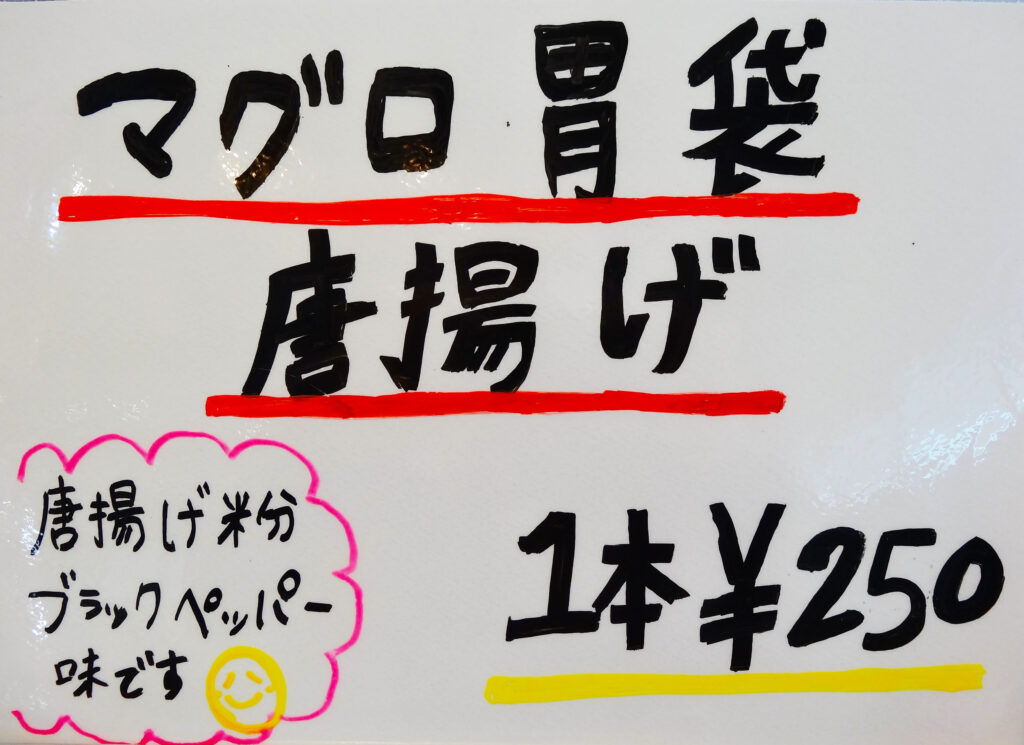 マグロ 胃袋
唐揚げ
唐揚げ粉
ブラックペッパー
味です
1本¥250